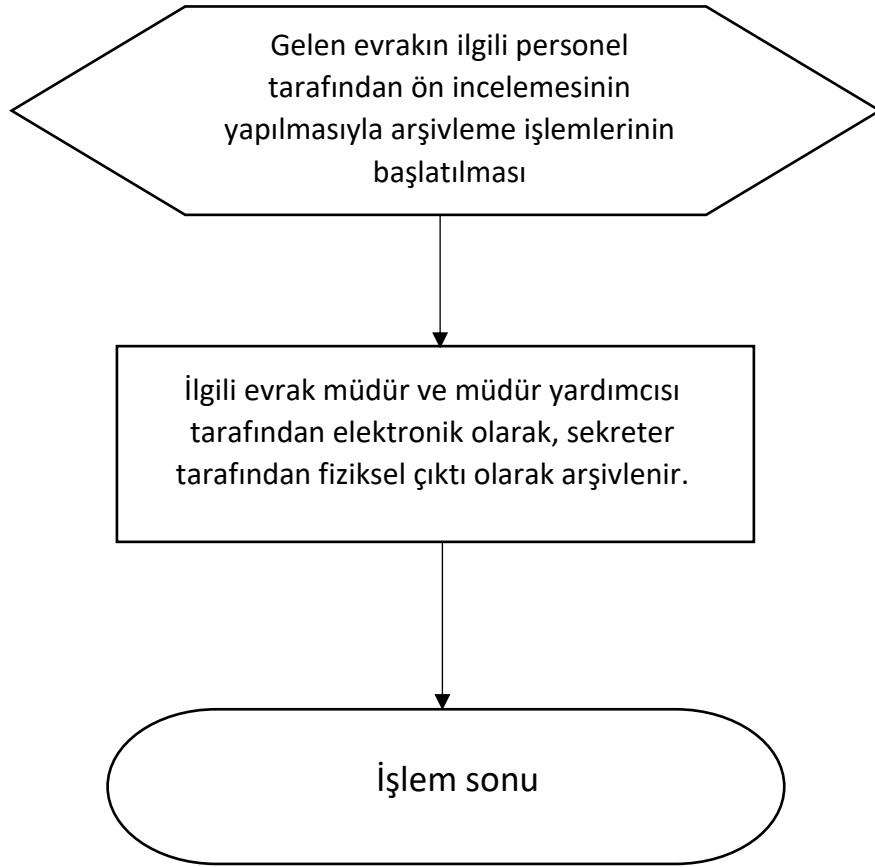 Gelen evrakın ilgili personel
tarafından ön incelemesinin
yapılmasıyla arşivleme işlemlerinin
başlatılması
İlgili evrak müdür ve müdür yardımcısı
tarafından elektronik olarak, sekreter
tarafından fiziksel çıktı olarak arşivlenir.
İşlem sonu